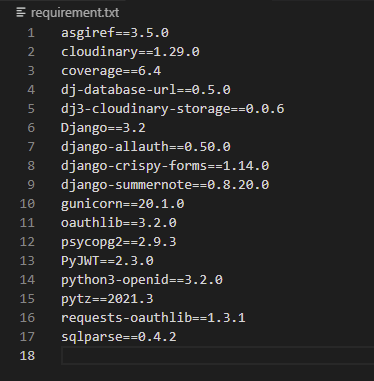 requirement.txt
1 asgiref==3.5.0
2 cloudinary==1.29.0
3 coverage==6.4
4 dj-database-url==0.5.0
5 dj3-cloudinary-storage==0.0.6
6 Django==3.2
7 django-allauth==0.50.0
8 django-crispy-forms==1.14.0
9 django-summernote==0.8.20.0
10 gunicorn==20.1.0
11 oauthlib==3.2.0
12 psycopg2==2.9.3
13 PyJWT==2.3.0
14 python3-openid==3.2.0
15 pytz==2021.3
16 requests-oauthlib==1.3.1
17 sqlparse==0.4.2
18